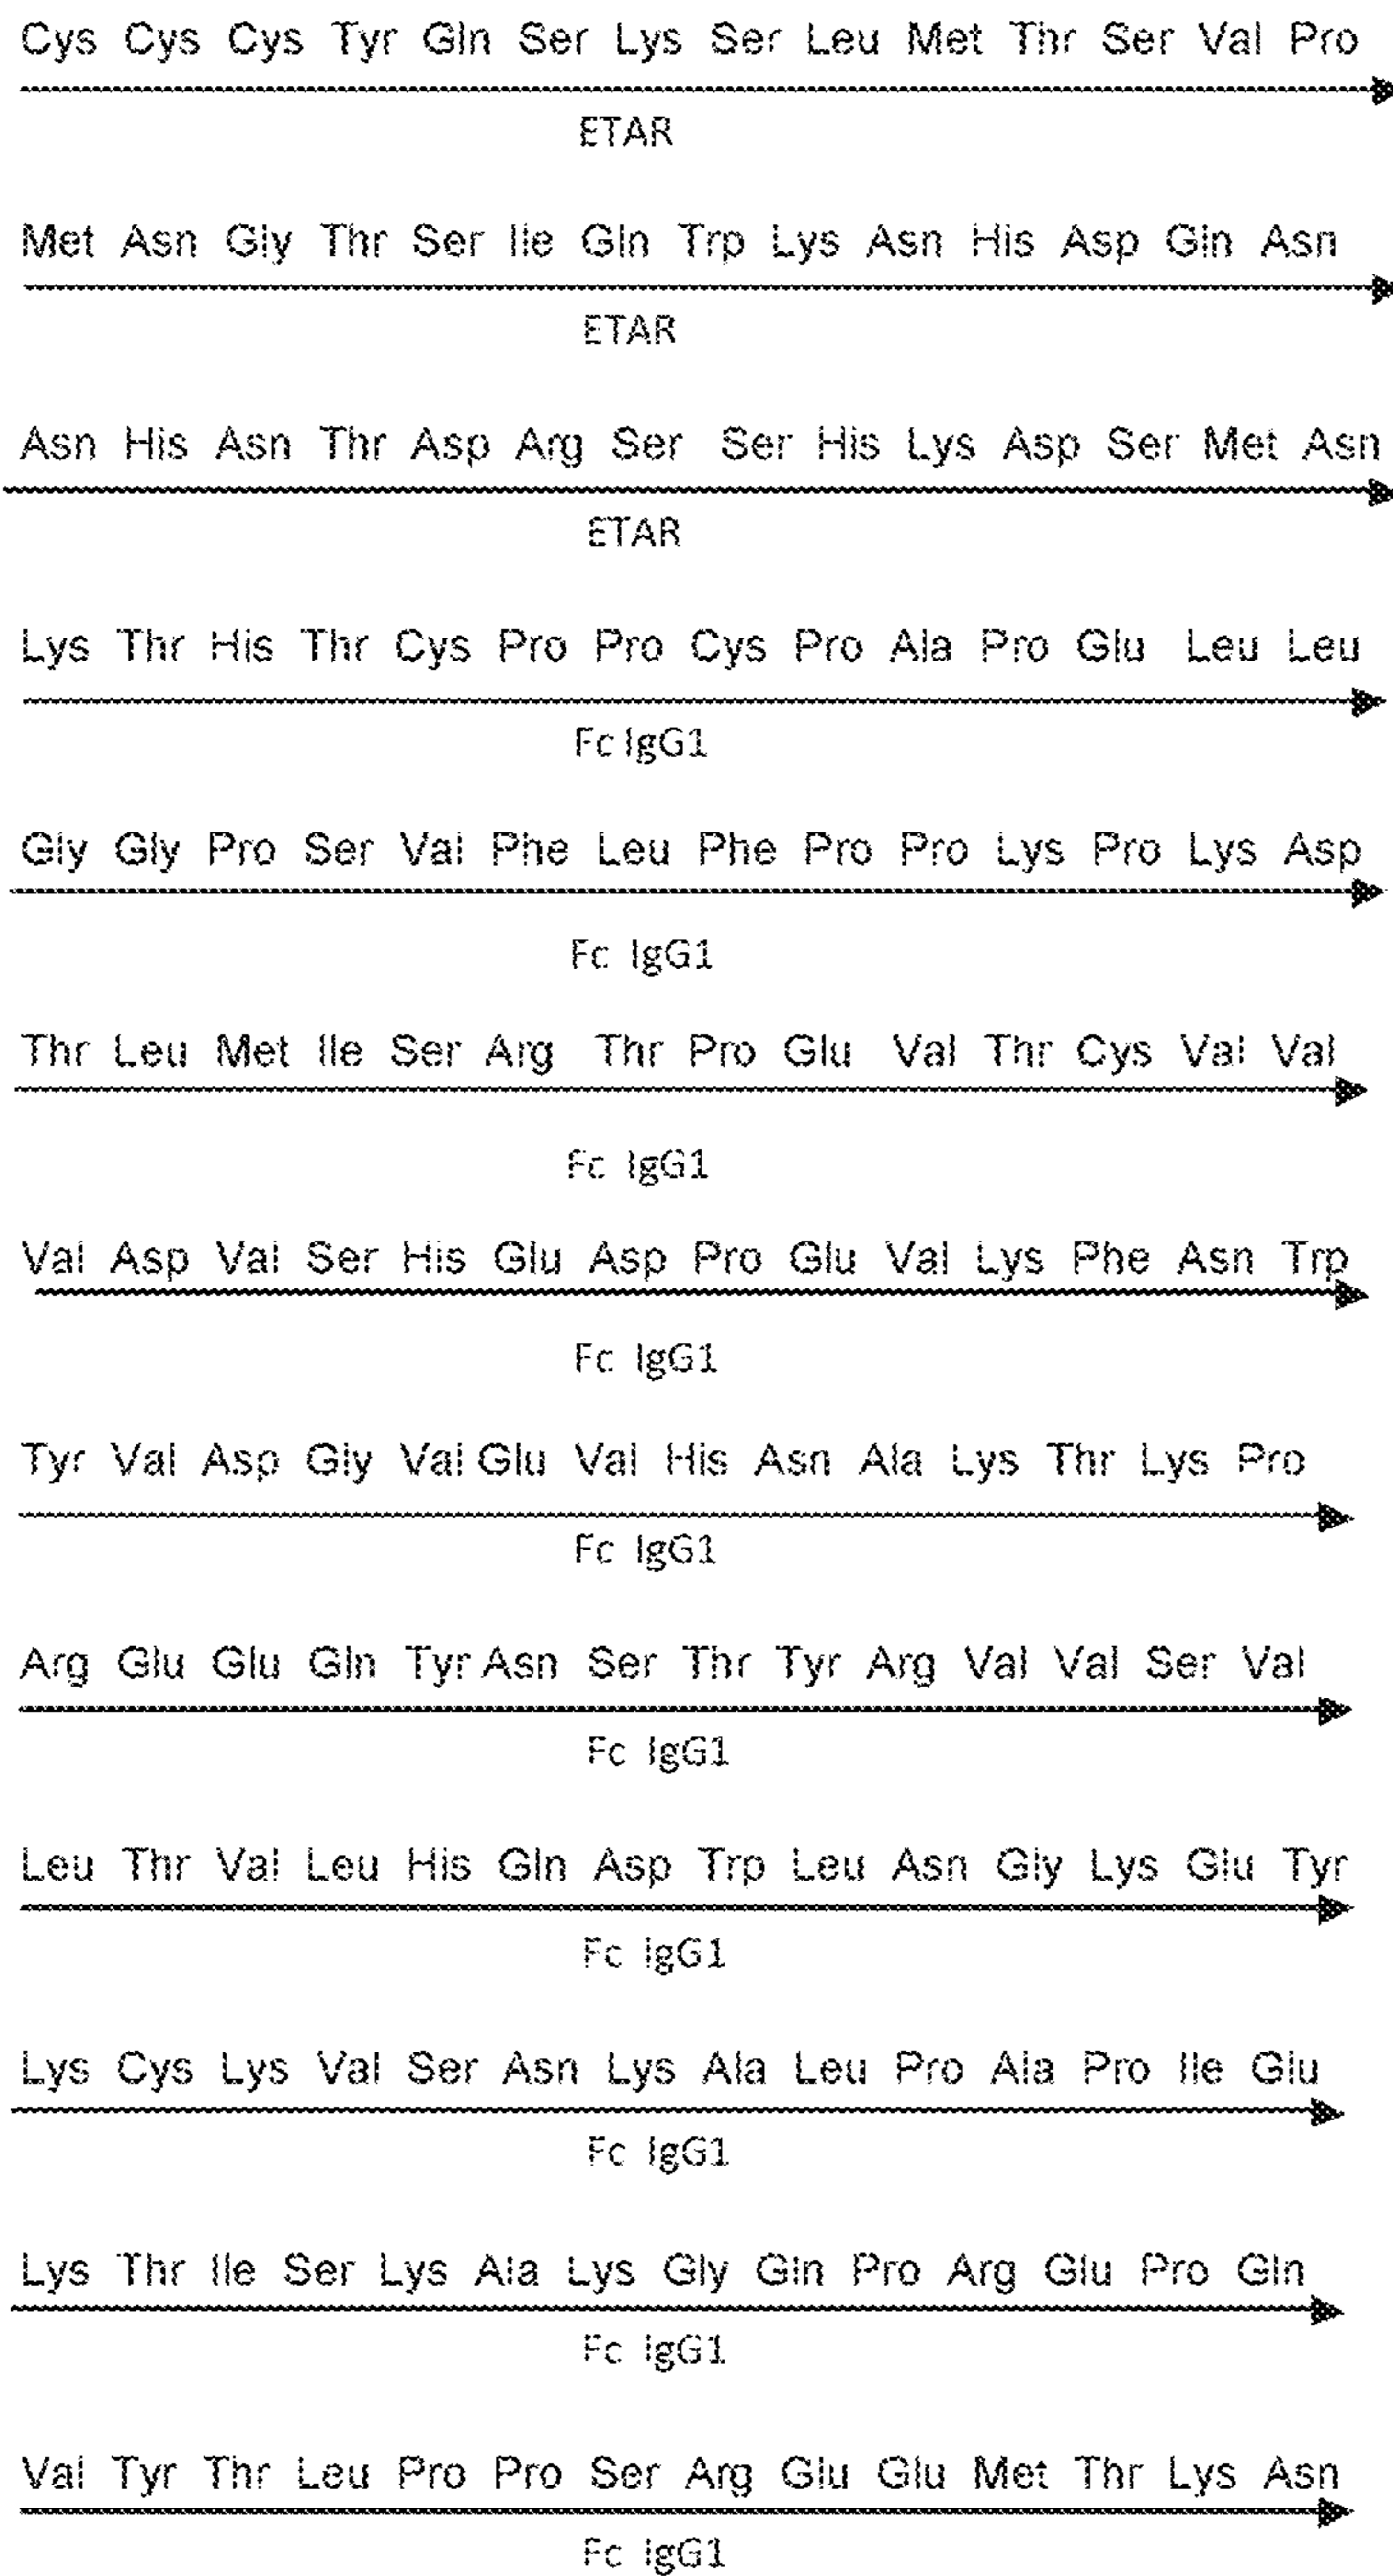 Cys Cys Cys Tyr Gln Ser Lys Ser Leu Met Thr Ser Val Pro
ETAR
Met Asn Gly Thr Ser Ile Gln Trp Lys Asn His Asp Gln Asn
ETAR
Asn His Asn Thr Asp Arg Ser Ser His Lys Asp Ser Met Asn
ETAR
Lys Thr His Thr Cys Pro Pro Cys Pro Ala Pro Glu Leu Leu
Fc IgG1
Gly Gly Pro Ser Val Phe Leu Phe Pro Pro Lys Pro Lys Asp
Fc IgG1
Thr Leu Met Ile Ser Arg Thr Pro Glu Val Thr Cys Val Val
Fc IgG1
Val Asp Val Ser His Glu Asp Pro Glu Val Lys Phe Asn Trp
Fc IgG1
Tyr Val Asp Gly Val Glu Val His Asn Ala Lys Thr Lys Pro
Fc IgG1
Arg Glu Glu Gln Tyr Asn Ser Thr Tyr Arg Val Val Ser Val
Fc IgG1
Leu Thr Val Leu His Gln Asp Trp Leu Asn Gly Lys Glu Tyr
Fc IgG1
Lys Cys Lys Val Ser Asn Lys Ala Leu Pro Ala Pro Ile Glu
Fc IgG1
Lys Thr Ile Ser Lys Ala Lys Gly Gln Pro Arg Glu Pro Gln
Fc IgG1
Val Tyr Thr Leu Pro Pro Ser Arg Glu Glu Met Thr Lys Asn
Fc IgG1